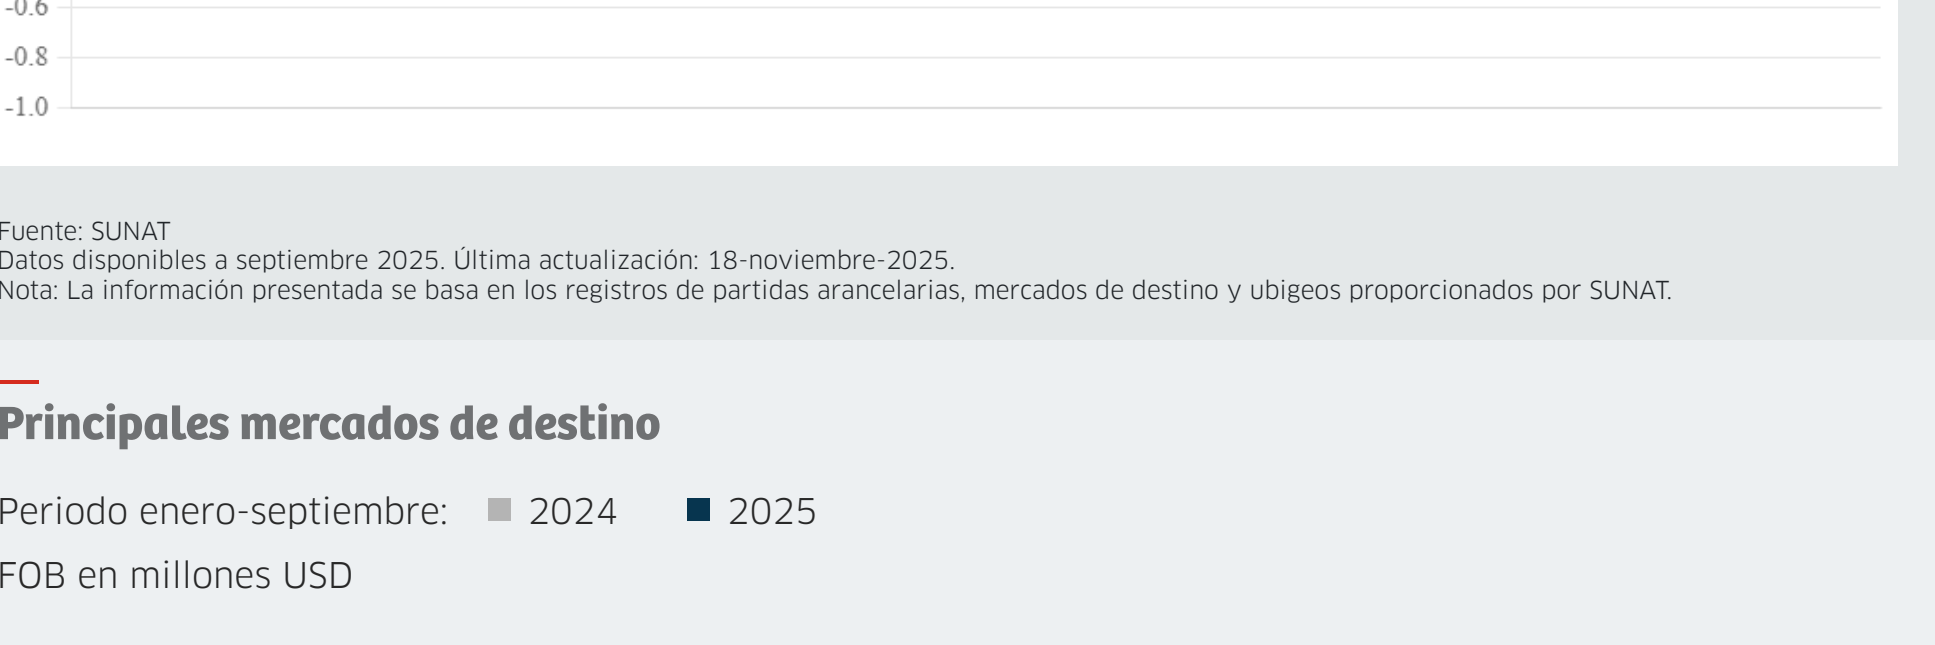 -0.6
-0.8
-1.0
Fuente: SUNAT
Datos disponibles a septiembre 2025. Última actualización: 18-noviembre-2025.
Nota: La información presentada se basa en los registros de partidas arancelarias, mercados de destino y ubigeos proporcionados por SUNAT.
Principales mercados de destino
Periodo enero-septiembre: 2024 2025
FOB en millones USD